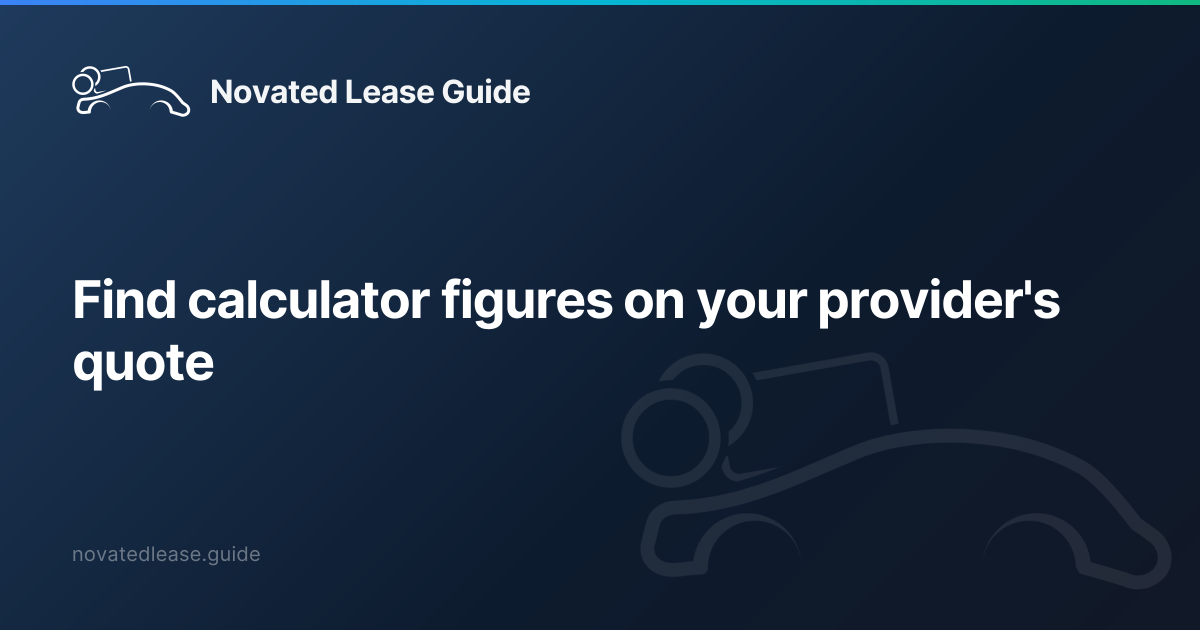 Novated Lease Guide
Find calculator figures on your provider's
quote
novatedlease.guide